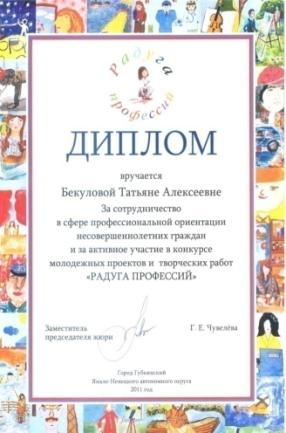 Радуга
профессий
ДИПЛОМ
вручается
Бекуловой Татьяне Алексеевне
За сотрудничество
в сфере профессиональной ориентации
несовершеннолетних граждан
и за активное участие в конкурсе
молодежных проектов и творческих работ
«РАДУГА ПРОФЕССИЙ»
Заместитель
председателя жюри
Г. Е. Чувелёва
Город Губкинский
Ямало-Ненецкого автономного округа
2011 год